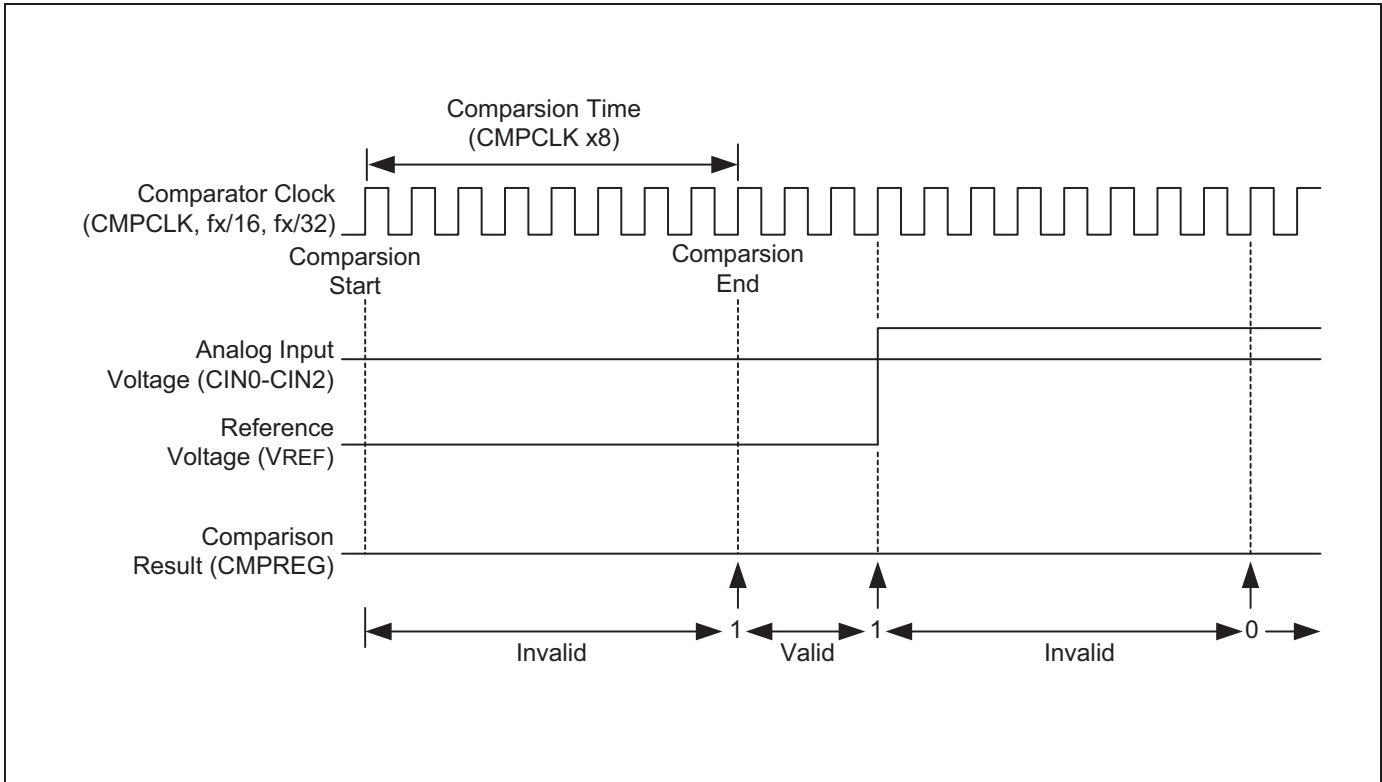 Comparsion Time
(CMPCLK x8)
Comparator Clock
(CMPCLK, fx/16, fx/32)
Comparsion
Start
Comparsion
End
Analog Input
Voltage (CIN0-CIN2)
Reference
Voltage (VREF)
Comparison
Result (CMPREG)
1
1
0
Invalid
Valid
Invalid